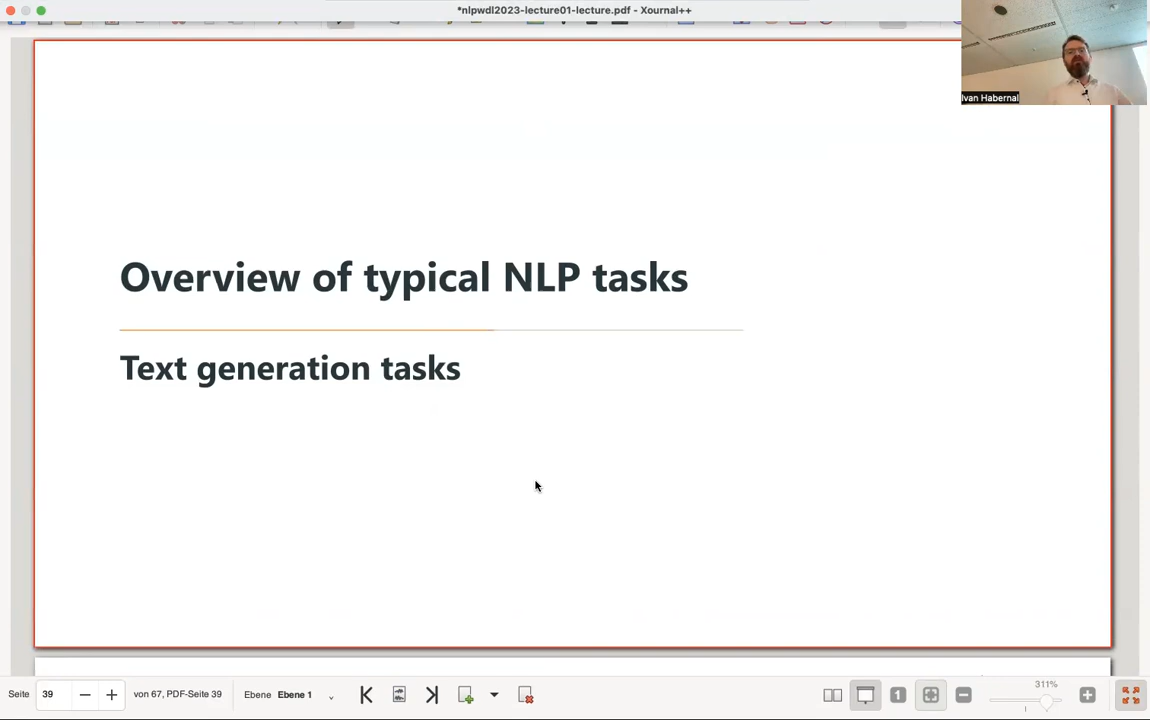 *nlpwdl2023-lecture01-lecture.pdf - Xournal++
Ivan Habernal
Overview of typical NLP tasks
Text generation tasks
Seite 39 von 67, PDF-Seite 39 Ebene Ebene 1 1 311%